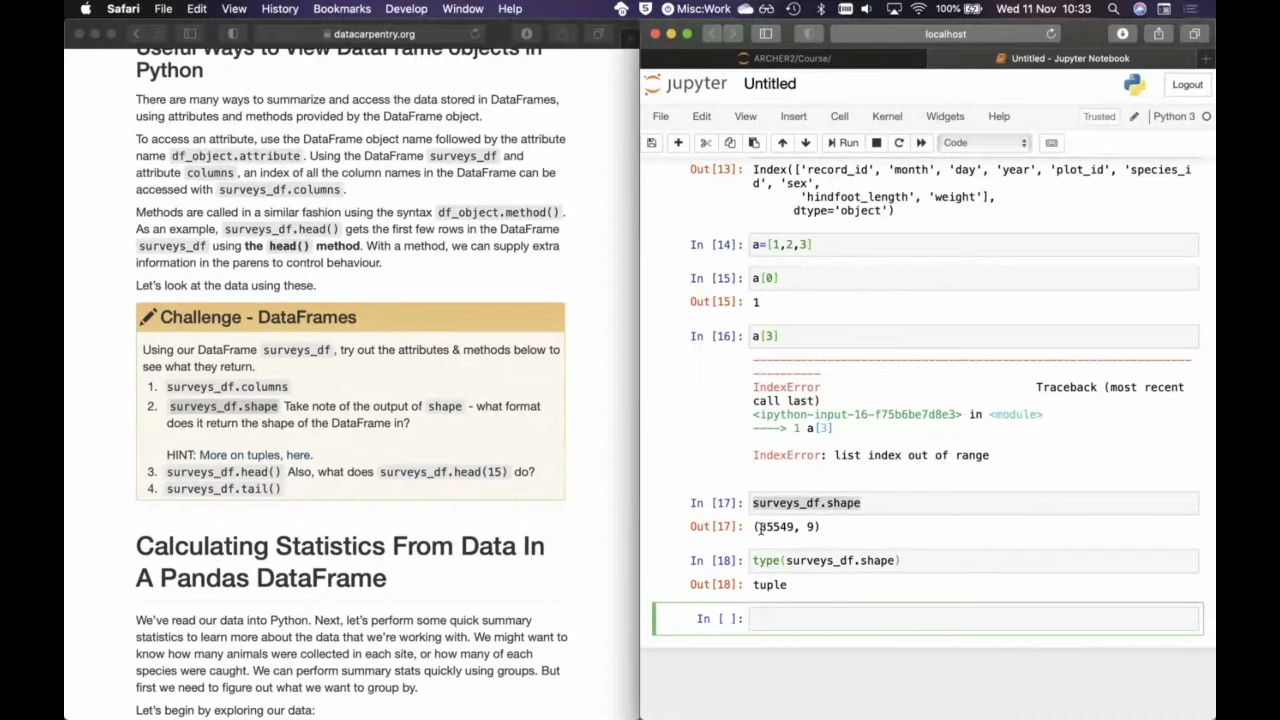 Safari File Edit View History Bookmarks Develop Window Help Misc:Work 100% Wed 11 Nov 10:33
datacarpentry.org
Useful Ways to View DataFrame objects in
Python
There are many ways to summarize and access the data stored in DataFrames,
using attributes and methods provided by the DataFrame object.
To access an attribute, use the DataFrame object name followed by the attribute
name df_object.attribute. Using the DataFrame surveys_df and
attribute columns, an index of all the column names in the DataFrame can be
accessed with surveys_df.columns.
Methods are called in a similar fashion using the syntax df_object.method().
As an example, surveys_df.head() gets the first few rows in the DataFrame
surveys_df using the head() method. With a method, we can supply extra
information in the parens to control behaviour.
Let's look at the data using these.
Challenge - DataFrames
Using our DataFrame surveys_df, try out the attributes & methods below to
see what they return.
1. surveys_df.columns
2. surveys_df.shape Take note of the output of shape - what format
does it return the shape of the DataFrame in?
HINT: More on tuples, here.
3. surveys_df.head() Also, what does surveys_df.head(15) do?
4. surveys_df.tail()
Calculating Statistics From Data In
A Pandas DataFrame
We've read our data into Python. Next, let's perform some quick summary
statistics to learn more about the data that we're working with. We might want to
know how many animals were collected in each site, or how many of each
species were caught. We can perform summary stats quickly using groups. But
first we need to figure out what we want to group by.
Let's begin by exploring our data:
localhost
ARCHER2/Course/ Untitled - Jupyter Notebook
jupyter Untitled Logout
File Edit View Insert Cell Kernel Widgets Help Trusted Python 3
Run Code
Out[13]: Index(['record_id', 'month', 'day', 'year', 'plot_id', 'species_i
d', 'sex',
'hindfoot_length', 'weight'],
dtype='object')
In [14]: a=[1,2,3]
In [15]: a[0]
Out[15]: 1
In [16]: a[3]
---------------------------------------------------------------------------
IndexError Traceback (most recent
call last)
<ipython-input-16-f75b6be7d8e3> in <module>
----> 1 a[3]
IndexError: list index out of range
In [17]: surveys_df.shape
Out[17]: (35549, 9)
In [18]: type(surveys_df.shape)
Out[18]: tuple
In [ ]: